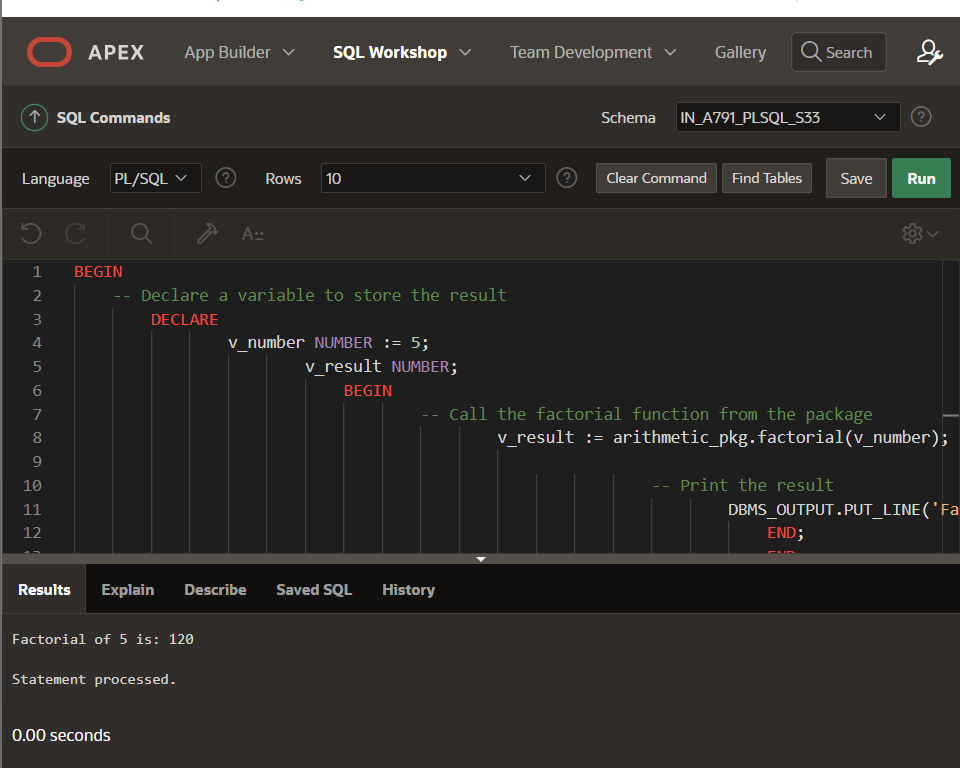 APEX App Builder SQL Workshop Team Development Gallery Search
SQL Commands Schema IN_A791_PLSQL_S33
Language PL/SQL Rows 10 Clear Command Find Tables Save Run
A::
1 BEGIN
2 -- Declare a variable to store the result
3 DECLARE
4 v_number NUMBER := 5;
5 v_result NUMBER;
6 BEGIN
7 -- Call the factorial function from the package
8 v_result := arithmetic_pkg.factorial(v_number);
9
10 -- Print the result
11 DBMS_OUTPUT.PUT_LINE('Fa
12 END;
Results Explain Describe Saved SQL History
Factorial of 5 is: 120
Statement processed.
0.00 seconds